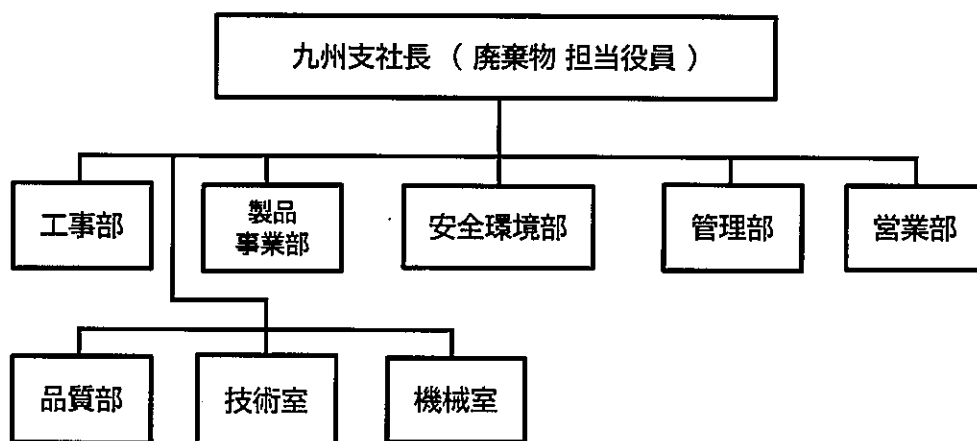 九州支社長 ( 廃棄物 担当役員 )
工事部
製品
事業部
安全環境部
管理部
営業部
品質部
技術室
機械室